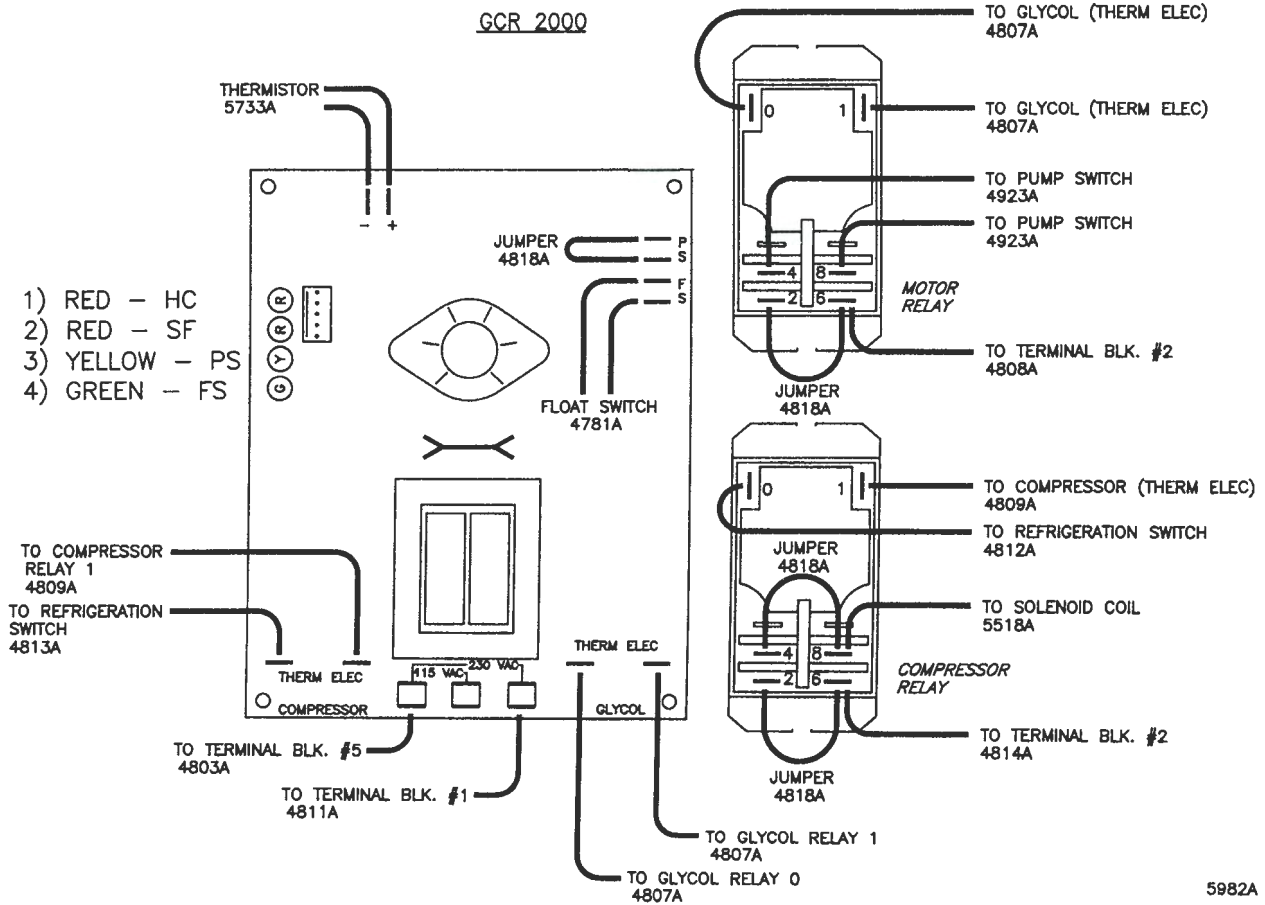 GCR 2000
THERMISTOR
5733A
- +
JUMPER
4818A
P
S
F
S
FLOAT SWITCH
4781A
1) RED - HC
2) RED - SF
3) YELLOW - PS
4) GREEN - FS
R
R
Y
G
TO COMPRESSOR
RELAY 1
4809A
TO REFRIGERATION
SWITCH
4813A
THERM ELEC
COMPRESSOR
115 VAC
230 VAC
THERM ELEC
GLYCOL
TO TERMINAL BLK. #5
4803A
TO TERMINAL BLK. #1
4811A
TO GLYCOL RELAY 1
4807A
TO GLYCOL RELAY 0
4807A
TO GLYCOL (THERM ELEC)
4807A
0 1
TO GLYCOL (THERM ELEC)
4807A
TO PUMP SWITCH
4923A
TO PUMP SWITCH
4923A
4 8
2 6
MOTOR
RELAY
TO TERMINAL BLK. #2
4808A
JUMPER
4818A
0 1
TO COMPRESSOR (THERM ELEC)
4809A
TO REFRIGERATION SWITCH
4812A
JUMPER
4818A
TO SOLENOID COIL
5518A
4 8
2 6
COMPRESSOR
RELAY
TO TERMINAL BLK. #2
4814A
JUMPER
4818A
5982A